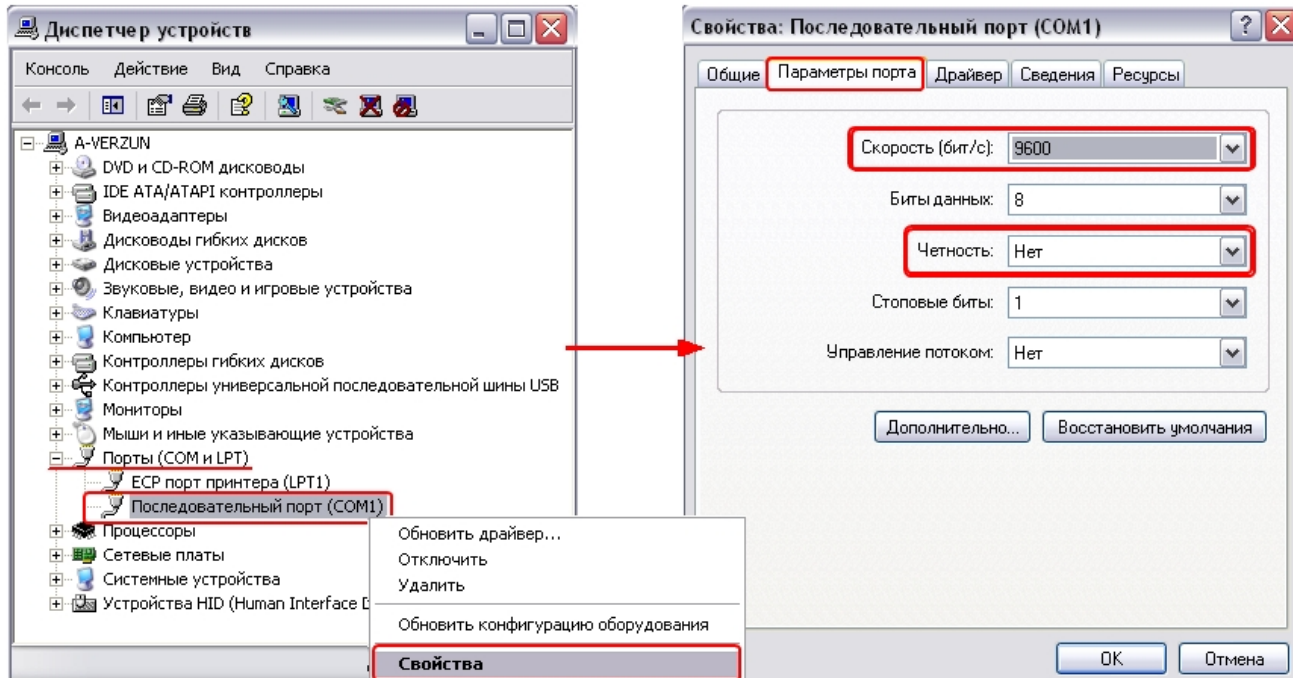 Диспетчер устройств
Консоль Действие Вид Справка
A-VERZUN
DVD и CD-ROM дисководы
IDE ATA/ATAPI контроллеры
Видеоадаптеры
Дисководы гибких дисков
Дисковые устройства
Звуковые, видео и игровые устройства
Клавиатуры
Компьютер
Контроллеры гибких дисков
Контроллеры универсальной последовательной шины USB
Мониторы
Мыши и иные указывающие устройства
Порты (COM и LPT)
ECP порт принтера (LPT1)
Последовательный порт (COM1)
Процессоры
Сетевые платы
Системные устройства
Устройства HID (Human Interface
Обновить драйвер...
Отключить
Удалить
Обновить конфигурацию оборудования
Свойства
Свойства: Последовательный порт (COM1)
Общие Параметры порта Драйвер Сведения Ресурсы
Скорость (бит/с): 9600
Биты данных: 8
Четность: Нет
Стоповые биты: 1
Управление потоком: Нет
Дополнительно... Восстановить умолчания
OK Отмена